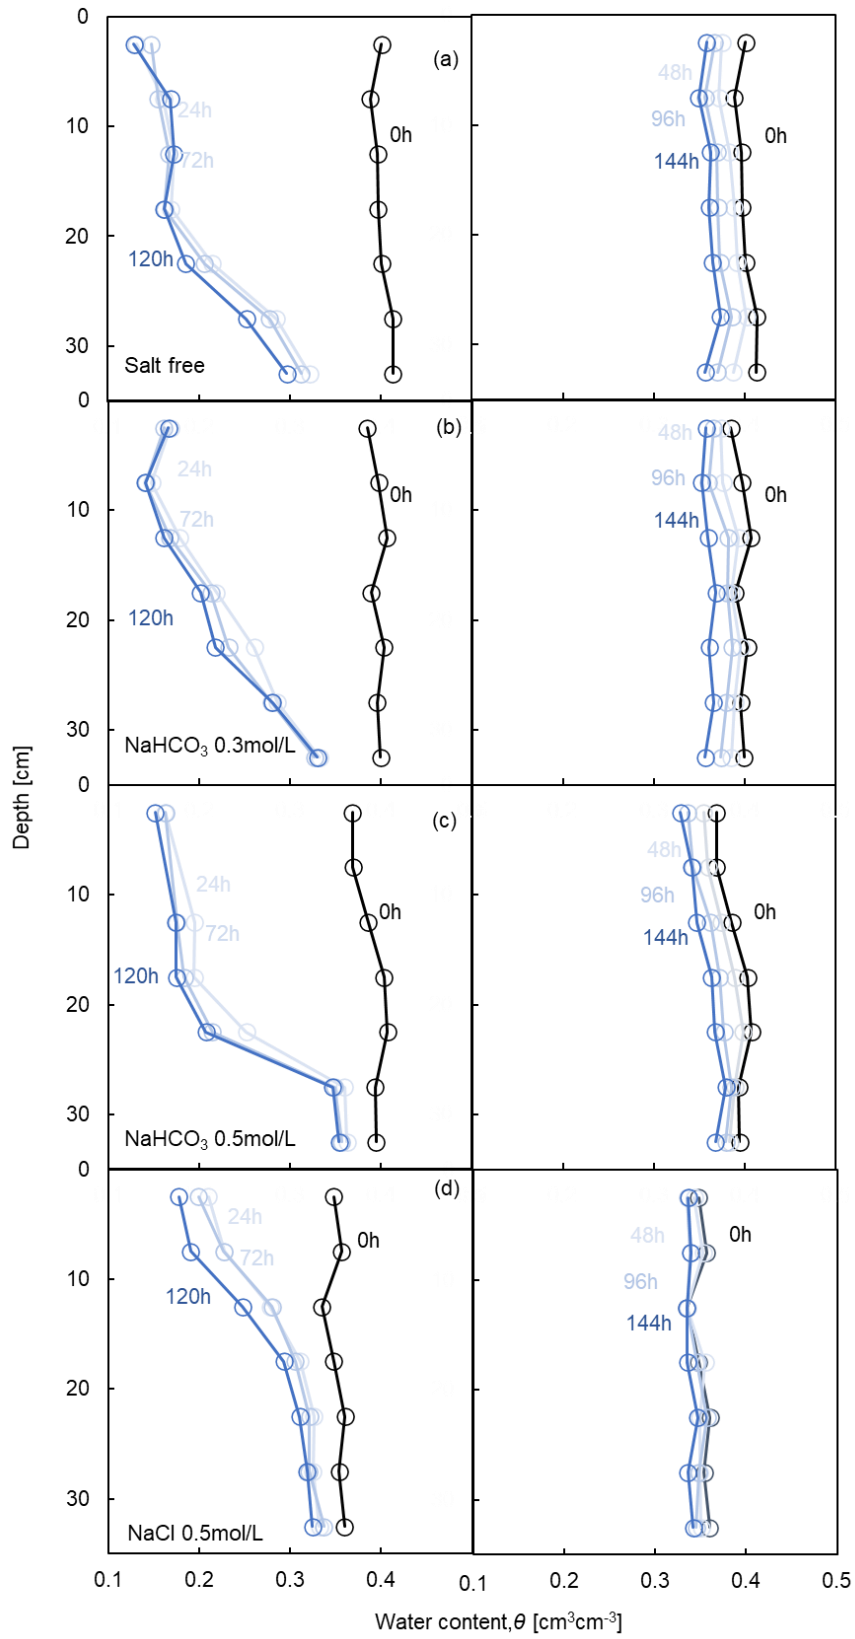 0
(a)
48h
24h
96h
0h
0h
10
72h
144h
20
120h
30
Salt free
0
(b)
48h
24h
96h
0h
0h
10
72h
144h
120h
20
30
NaHCO₃ 0.3mol/L
Depth [cm]
0
(c)
48h
24h
96h
10
0h
0h
72h
144h
120h
20
30
NaHCO₃ 0.5mol/L
0
(d)
24h
48h
0h
0h
72h
96h
10
120h
144h
20
30
NaCl 0.5mol/L
0.1 0.2 0.3 0.4 0.1 0.2 0.3 0.4 0.5
Water content,θ [cm³cm⁻³]